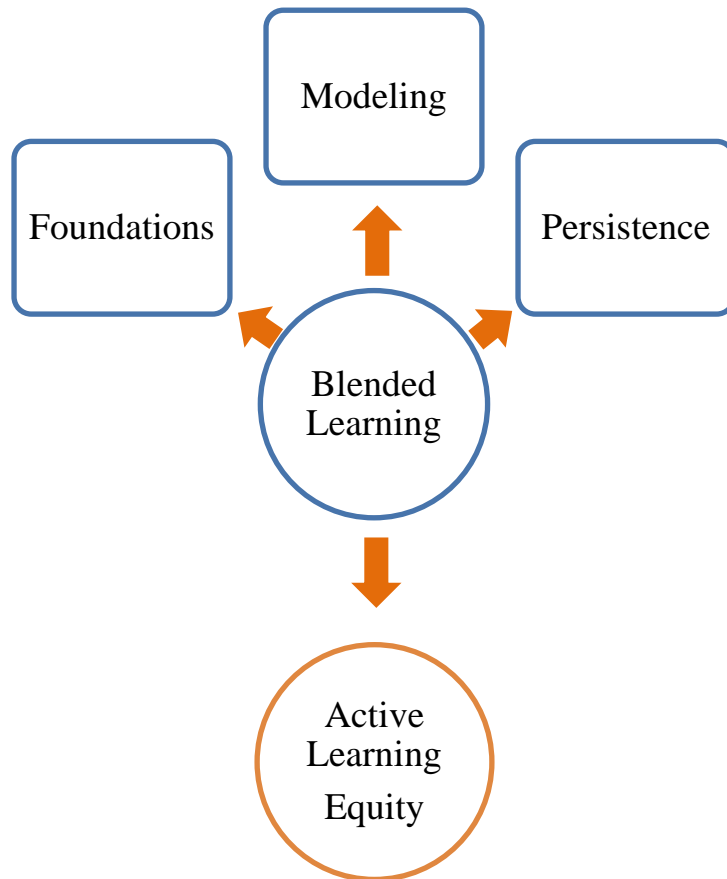 Modeling
Foundations
Persistence
Blended
Learning
Active
Learning
Equity